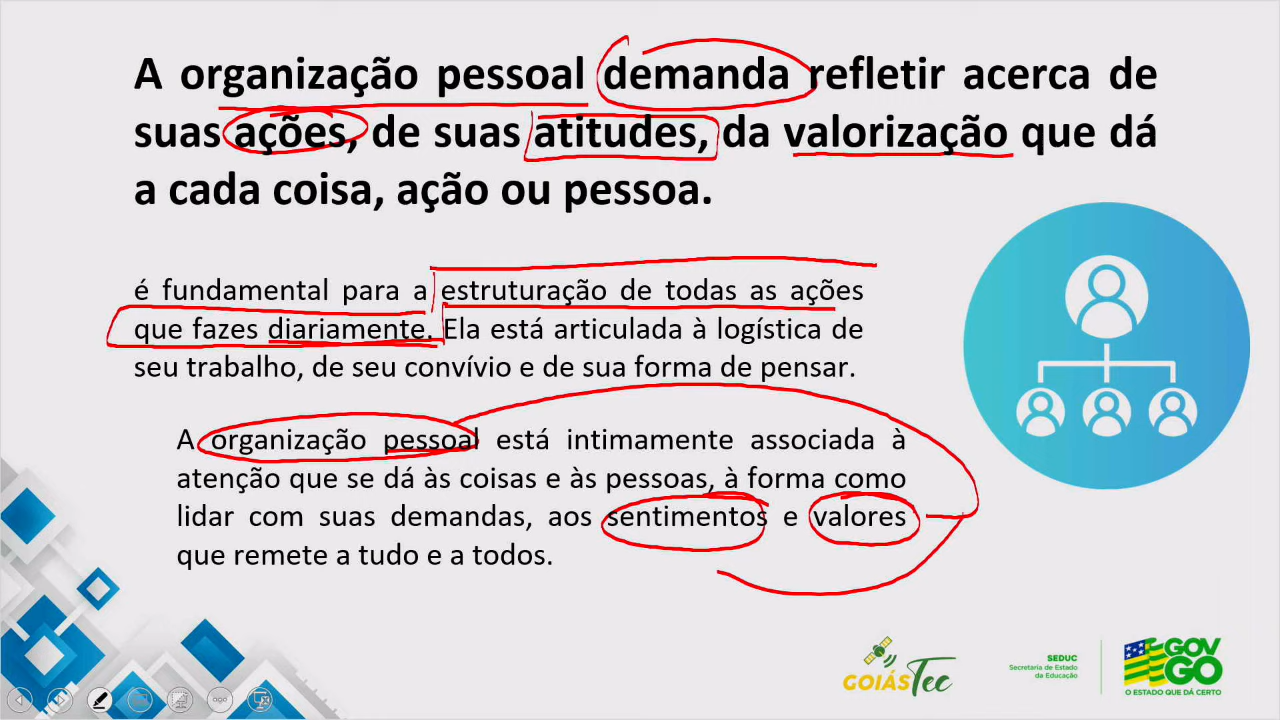 A organização pessoal demanda refletir acerca de
suas ações, de suas atitudes, da valorização que dá
a cada coisa, ação ou pessoa.
é fundamental para a estruturação de todas as ações
que fazes diariamente. Ela está articulada à logística de
seu trabalho, de seu convívio e de sua forma de pensar.
A organização pessoal está intimamente associada à
atenção que se dá às coisas e às pessoas, à forma como
lidar com suas demandas, aos sentimentos e valores
que remete a tudo e a todos.
GOIÁS Tec
SEDUC
Secretaria de Estado
da Educação
GOV
GO
O ESTADO QUE DÁ CERTO